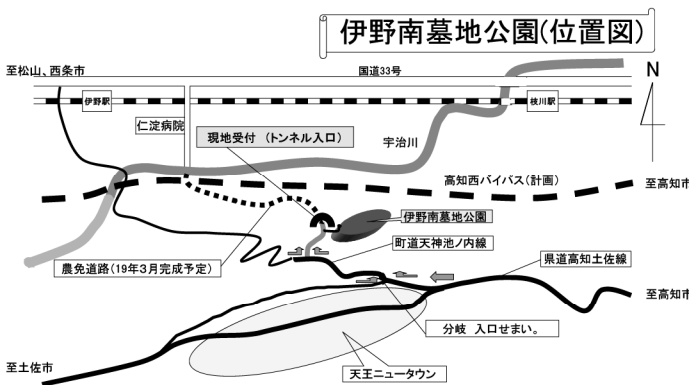 伊野南墓地公園(位置図)
至松山、西条市
国道33号
N
伊野駅
枝川駅
仁淀病院
現地受付 (トンネル入口)
宇治川
高知西バイパス(計画)
至高知市
伊野南墓地公園
町道天神池ノ内線
農免道路(19年3月完成予定)
県道高知土佐線
至高知市
分岐 入口せまい。
至土佐市
天王ニュータウン